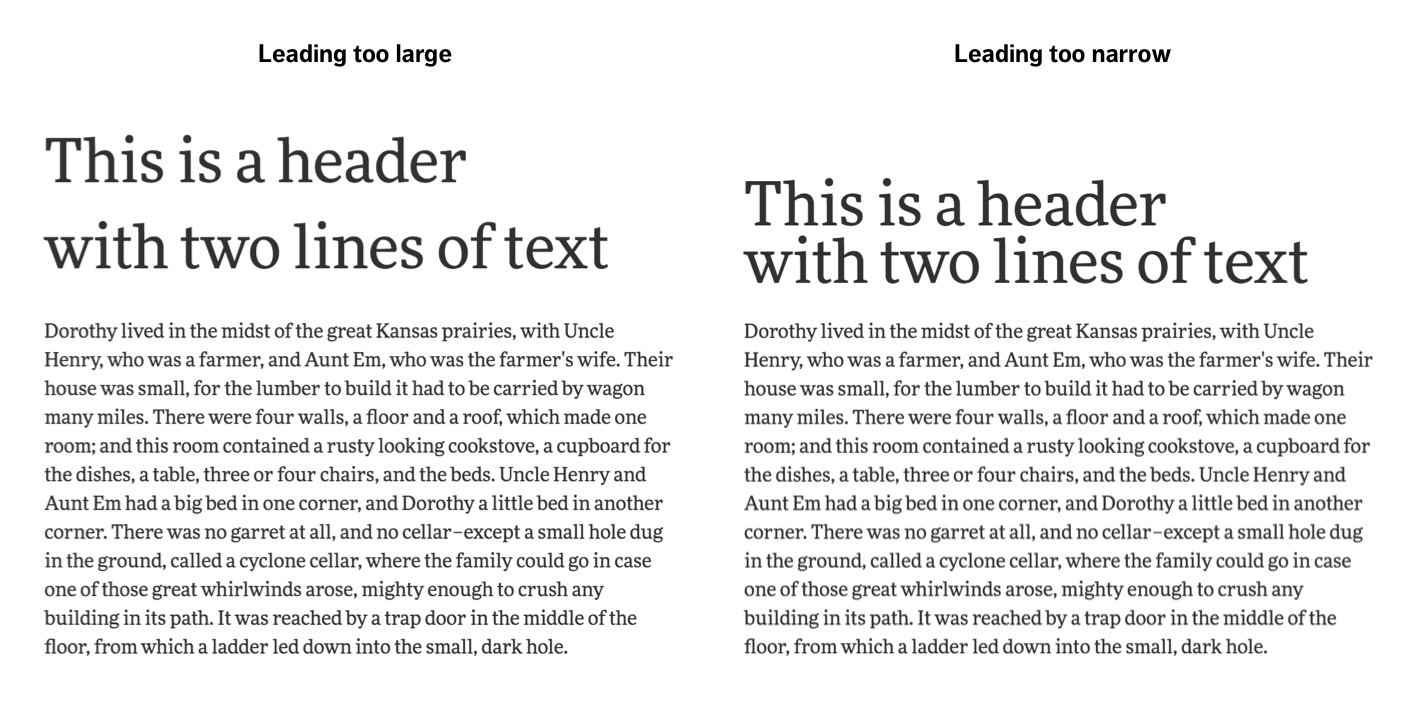 Leading too large
This is a header
with two lines of text
Dorothy lived in the midst of the great Kansas prairies, with Uncle
Henry, who was a farmer, and Aunt Em, who was the farmer's wife. Their
house was small, for the lumber to build it had to be carried by wagon
many miles. There were four walls, a floor and a roof, which made one
room; and this room contained a rusty looking cookstove, a cupboard for
the dishes, a table, three or four chairs, and the beds. Uncle Henry and
Aunt Em had a big bed in one corner, and Dorothy a little bed in another
corner. There was no garret at all, and no cellar–except a small hole dug
in the ground, called a cyclone cellar, where the family could go in case
one of those great whirlwinds arose, mighty enough to crush any
building in its path. It was reached by a trap door in the middle of the
floor, from which a ladder led down into the small, dark hole.
Leading too narrow
This is a header
with two lines of text
Dorothy lived in the midst of the great Kansas prairies, with Uncle
Henry, who was a farmer, and Aunt Em, who was the farmer's wife. Their
house was small, for the lumber to build it had to be carried by wagon
many miles. There were four walls, a floor and a roof, which made one
room; and this room contained a rusty looking cookstove, a cupboard for
the dishes, a table, three or four chairs, and the beds. Uncle Henry and
Aunt Em had a big bed in one corner, and Dorothy a little bed in another
corner. There was no garret at all, and no cellar–except a small hole dug
in the ground, called a cyclone cellar, where the family could go in case
one of those great whirlwinds arose, mighty enough to crush any
building in its path. It was reached by a trap door in the middle of the
floor, from which a ladder led down into the small, dark hole.